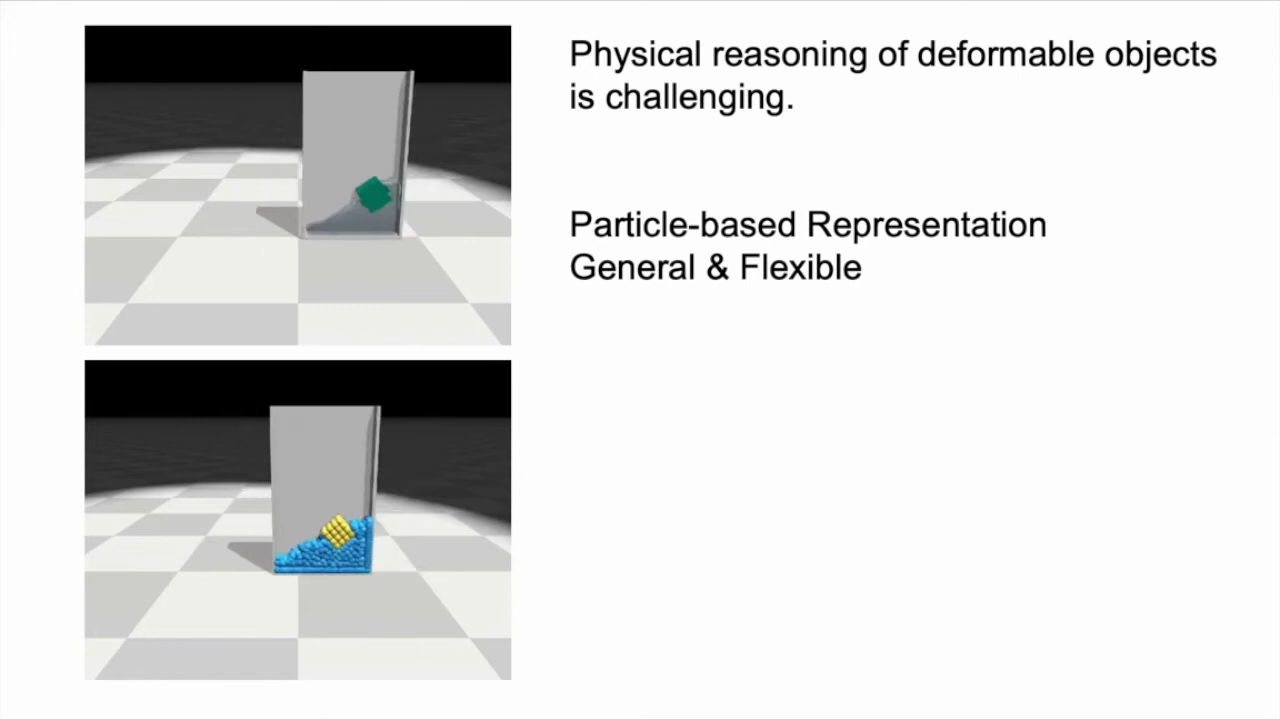 Physical reasoning of deformable objects
is challenging.
Particle-based Representation
General & Flexible